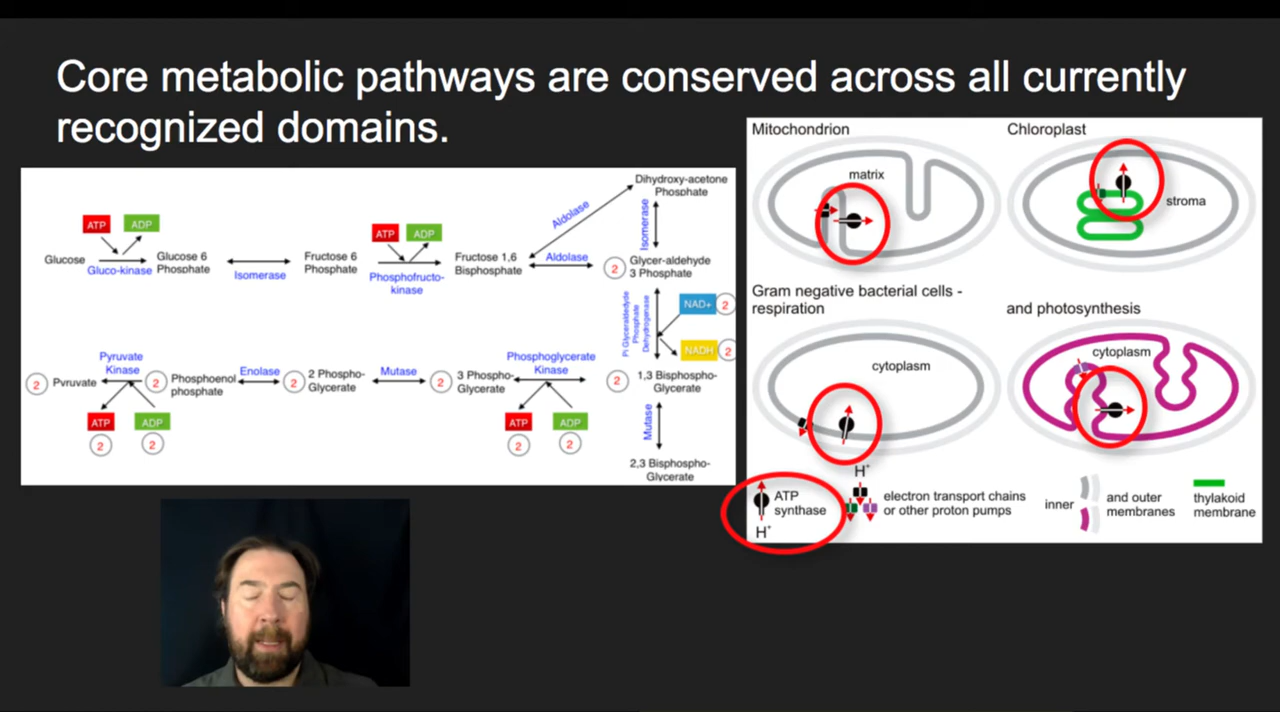 Core metabolic pathways are conserved across all currently
recognized domains.
Dihydroxy-acetone
Phosphate
ATP
ADP
ATP
ADP
Aldolase
Isomerase
Glucose
Gluco-kinase
Glucose 6
Phosphate
Isomerase
Fructose 6
Phosphate
Phosphofructo-
kinase
Fructose 1,6
Bisphosphate
Aldolase
2
Glycer-aldehyde
3 Phosphate
Pi Glyceraldedyde
Phosphate
Dehydrogenase
NAD+
2
NADH
2
Pyruvate
Kinase
Phosphoglycerate
Kinase
2
Pyruvate
2
Phosphoenol
phosphate
Enolase
2
2 Phospho-
Glycerate
Mutase
2
3 Phospho-
Glycerate
2
1,3 Bisphospho-
Glycerate
ATP
ADP
2
2
ATP
ADP
2
2
Mutase
2,3 Bisphospho-
Glycerate
Mitochondrion
matrix
Chloroplast
stroma
Gram negative bacterial cells -
respiration
cytoplasm
and photosynthesis
cytoplasm
ATP
synthase
H+
H+
electron transport chains
or other proton pumps
inner
and outer
membranes
thylakoid
membrane